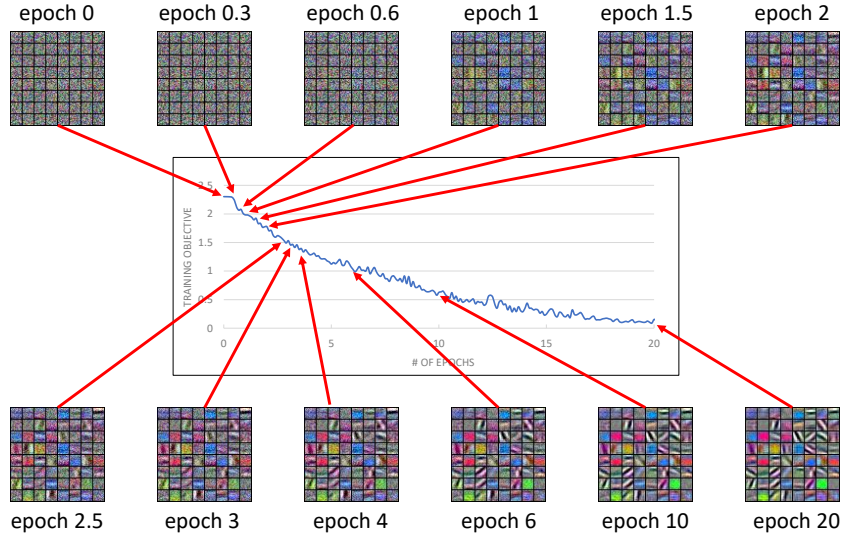 epoch 0 epoch 0.3 epoch 0.6 epoch 1 epoch 1.5 epoch 2
2.5
2
1.5
1
0.5
0
TRAINING OBJECTIVE
0 5 10 15 20
# OF EPOCHS
epoch 2.5 epoch 3 epoch 4 epoch 6 epoch 10 epoch 20